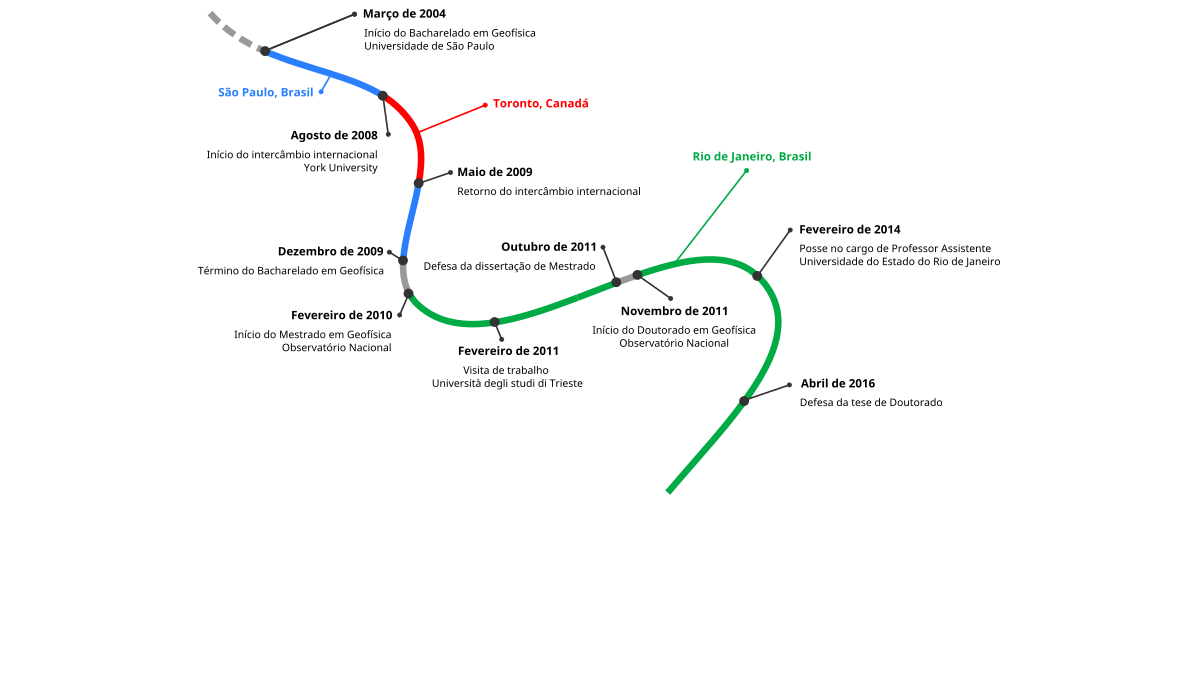 Março de 2004
Início do Bacharelado em Geofísica
Universidade de São Paulo
São Paulo, Brasil
Toronto, Canadá
Agosto de 2008
Início do intercâmbio internacional
York University
Maio de 2009
Retorno do intercâmbio internacional
Rio de Janeiro, Brasil
Dezembro de 2009
Término do Bacharelado em Geofísica
Outubro de 2011
Defesa da dissertação de Mestrado
Fevereiro de 2014
Posse no cargo de Professor Assistente
Universidade do Estado do Rio de Janeiro
Fevereiro de 2010
Início do Mestrado em Geofísica
Observatório Nacional
Novembro de 2011
Início do Doutorado em Geofísica
Observatório Nacional
Fevereiro de 2011
Visita de trabalho
Università degli studi di Trieste
Abril de 2016
Defesa da tese de Doutorado